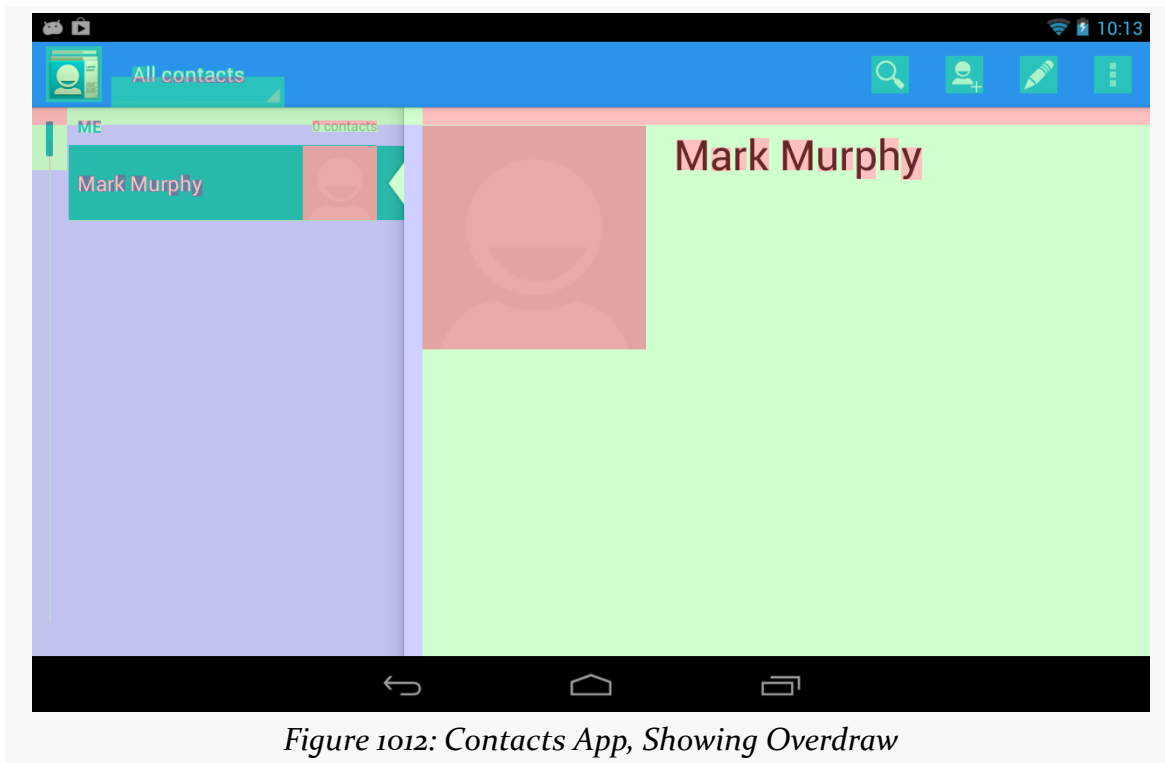 10:13
All contacts
ME 0 contacts
Mark Murphy
Mark Murphy
Figure 1012: Contacts App, Showing Overdraw